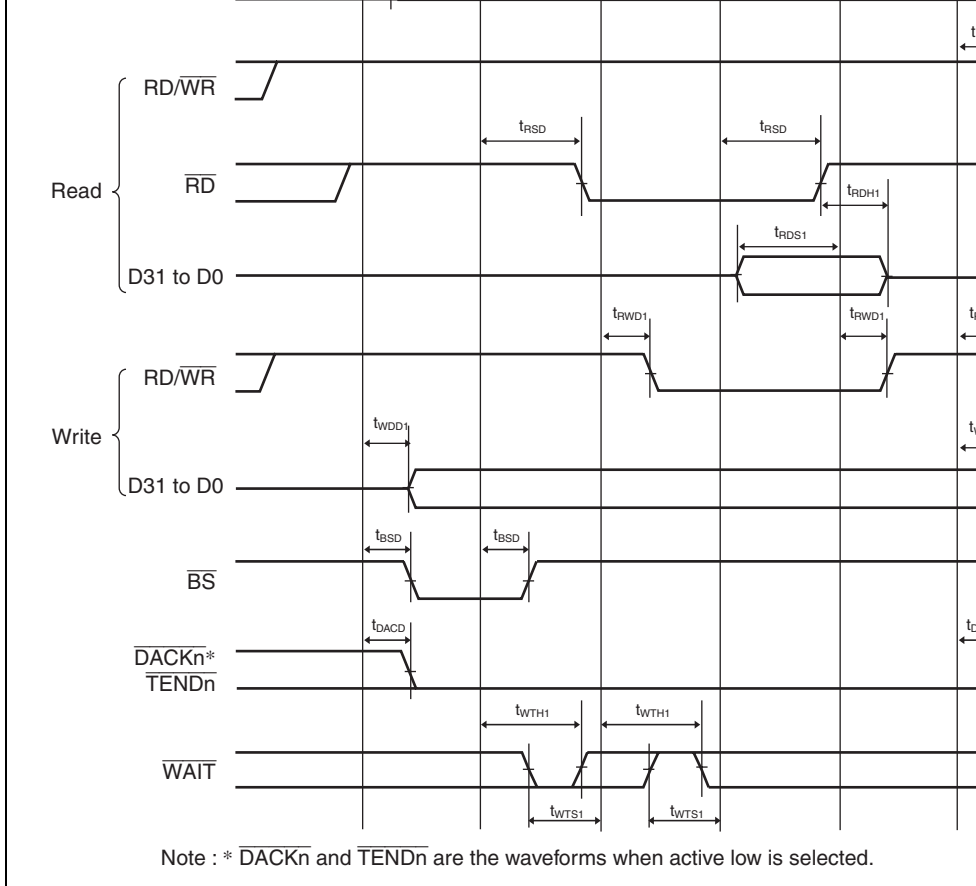 t
RD/WR
tRSD tRSD
Read
RD
tRDH1
tRDS1
D31 to D0
tRWD1 tRWD1
RD/WR
Write
tWDD1
D31 to D0
tBSD tBSD
BS
tDACD
DACKn*
TENDn
tWTH1 tWTH1
WAIT
tWTS1 tWTS1
Note : * DACKn and TENDn are the waveforms when active low is selected.